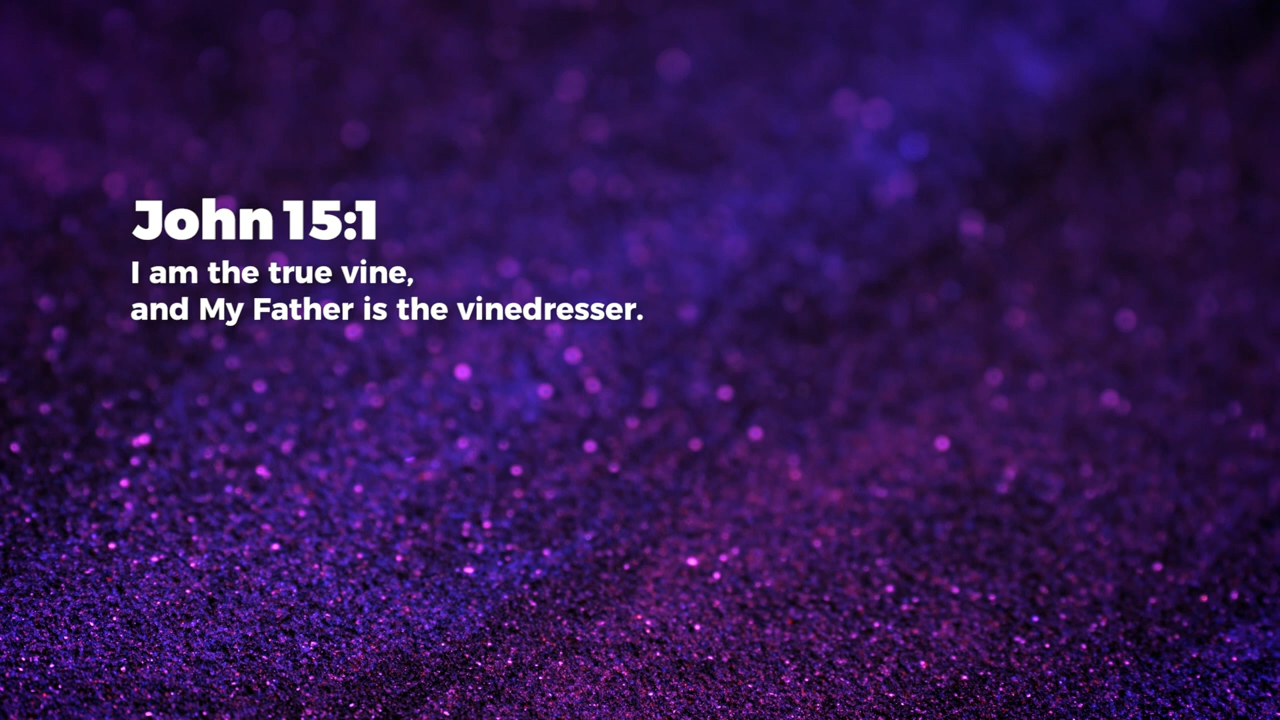 John 15:1
I am the true vine,
and My Father is the vinedresser.